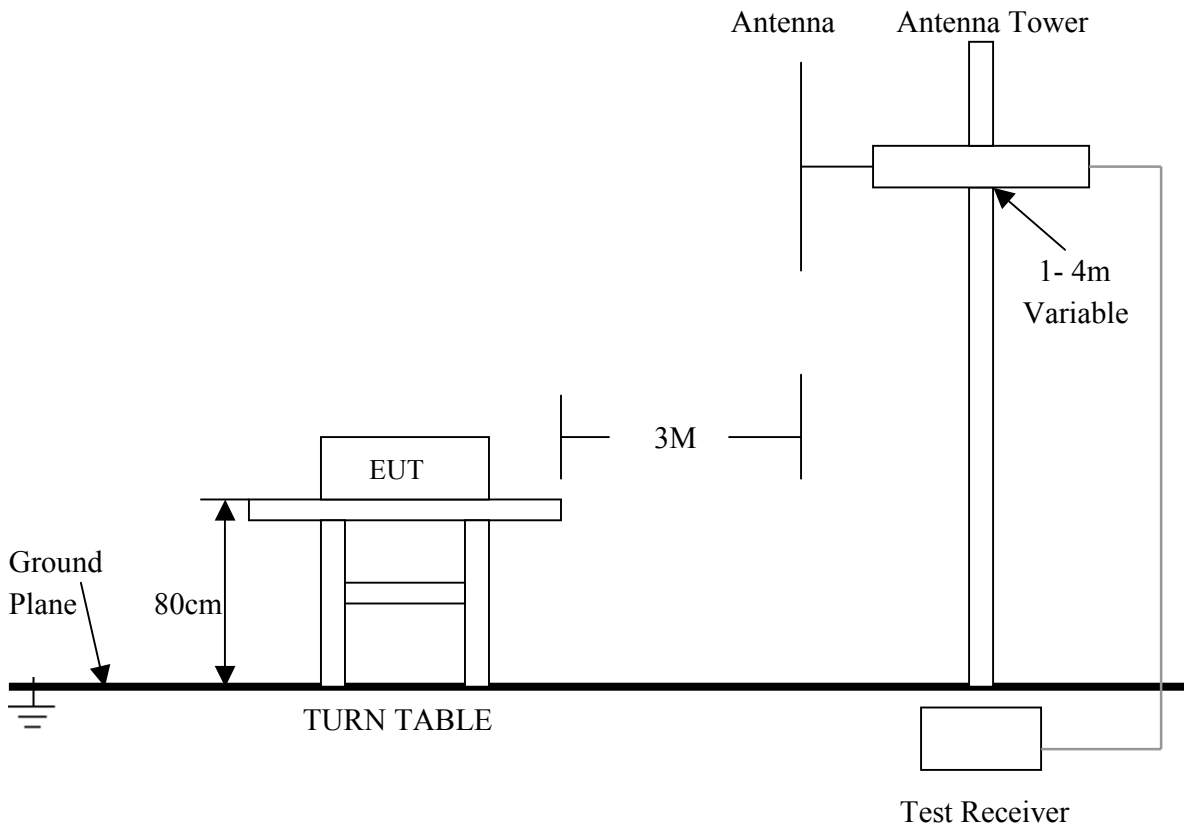 Antenna
Antenna Tower
1- 4m
Variable
3M
EUT
Ground
Plane
80cm
TURN TABLE
Test Receiver